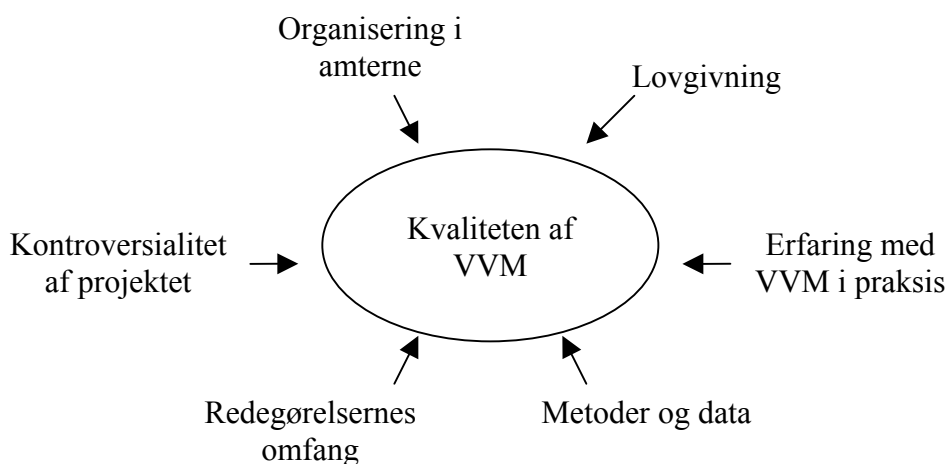 Organisering i
amterne
Lovgivning
Kontroversialitet
af projektet
Kvaliteten af
VVM
Erfaring med
VVM i praksis
Redegørelsernes
omfang
Metoder og data